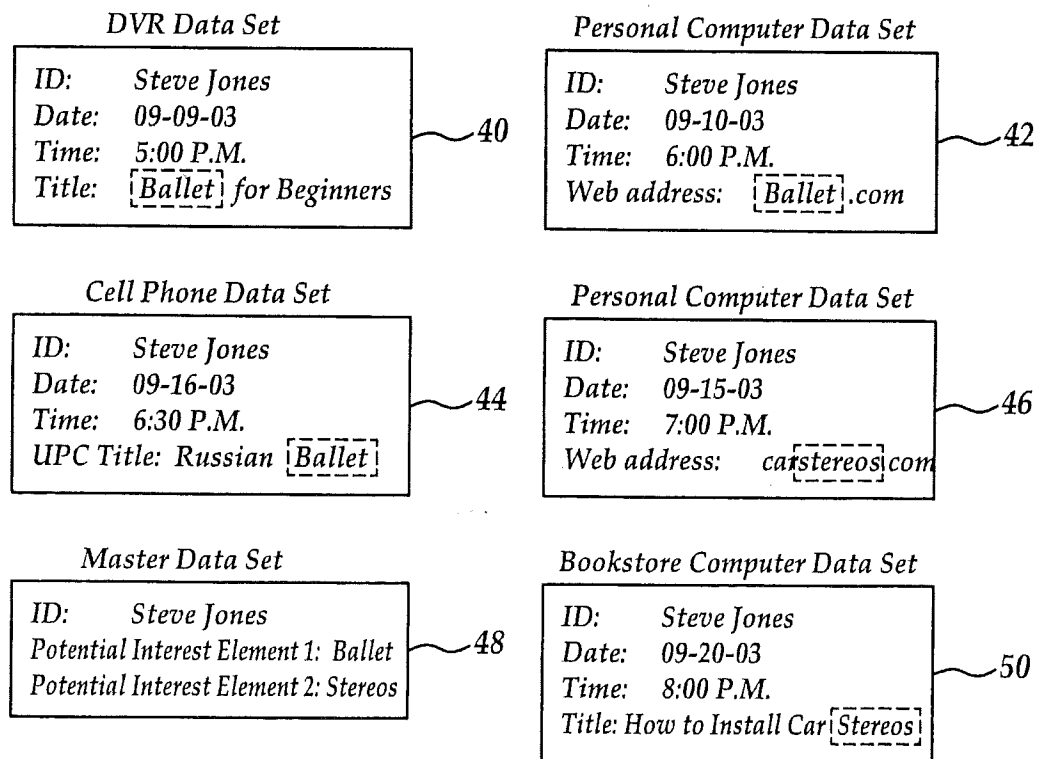 DVR Data Set
ID: Steve Jones
Date: 09-09-03
Time: 5:00 P.M.
Title: Ballet for Beginners
40
Personal Computer Data Set
ID: Steve Jones
Date: 09-10-03
Time: 6:00 P.M.
Web address: Ballet.com
42
Cell Phone Data Set
ID: Steve Jones
Date: 09-16-03
Time: 6:30 P.M.
UPC Title: Russian Ballet
44
Personal Computer Data Set
ID: Steve Jones
Date: 09-15-03
Time: 7:00 P.M.
Web address: carstereos.com
46
Master Data Set
ID: Steve Jones
Potential Interest Element 1: Ballet
Potential Interest Element 2: Stereos
48
Bookstore Computer Data Set
ID: Steve Jones
Date: 09-20-03
Time: 8:00 P.M.
Title: How to Install Car Stereos
50